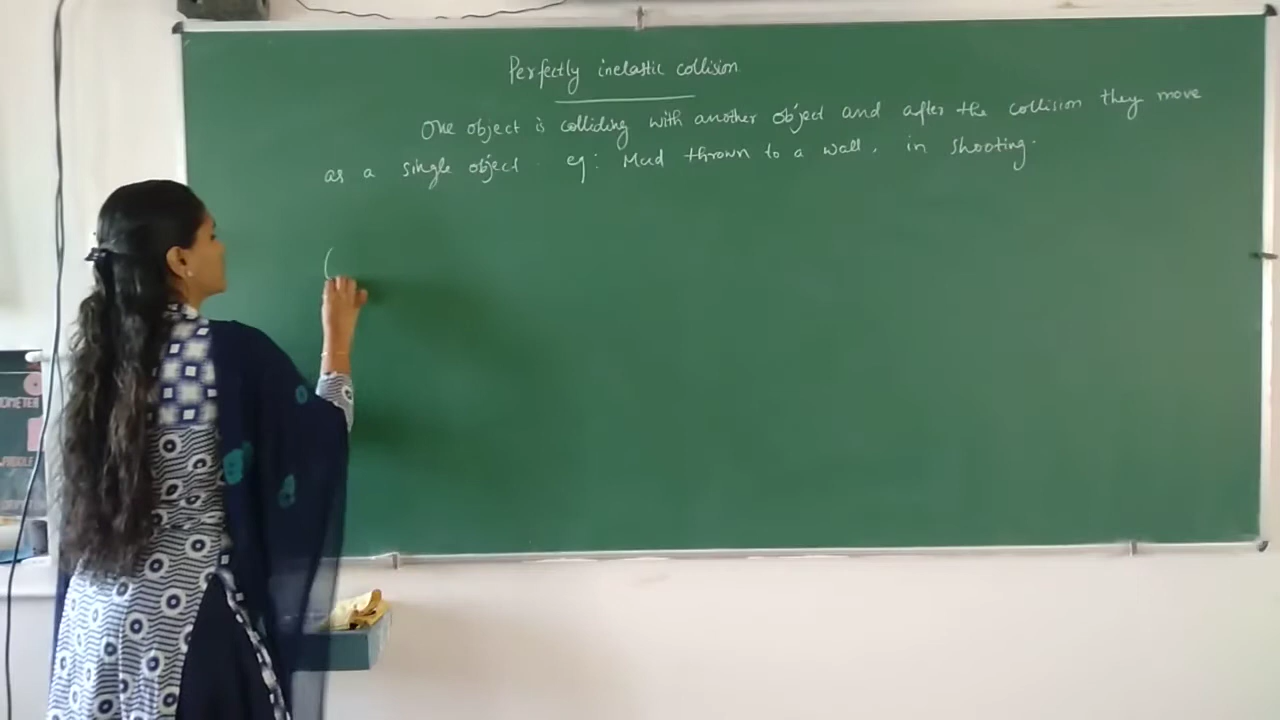 Perfectly inelastic collision
One object is colliding with another object and after the collision they move
as a single object. eg: Mud thrown to a wall, in shooting.